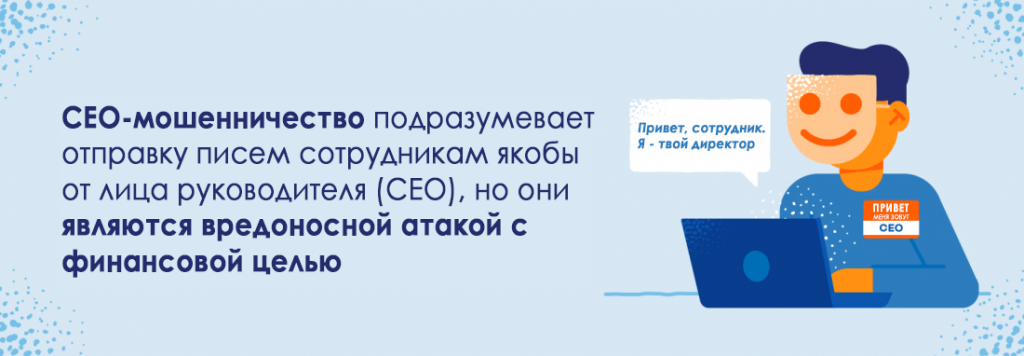 CEO-мошенничество подразумевает
отправку писем сотрудникам якобы
от лица руководителя (CEO), но они
являются вредоносной атакой с
финансовой целью
Привет, сотрудник.
Я - твой директор
ПРИВЕТ
МЕНЯ ЗОВУТ
CEO